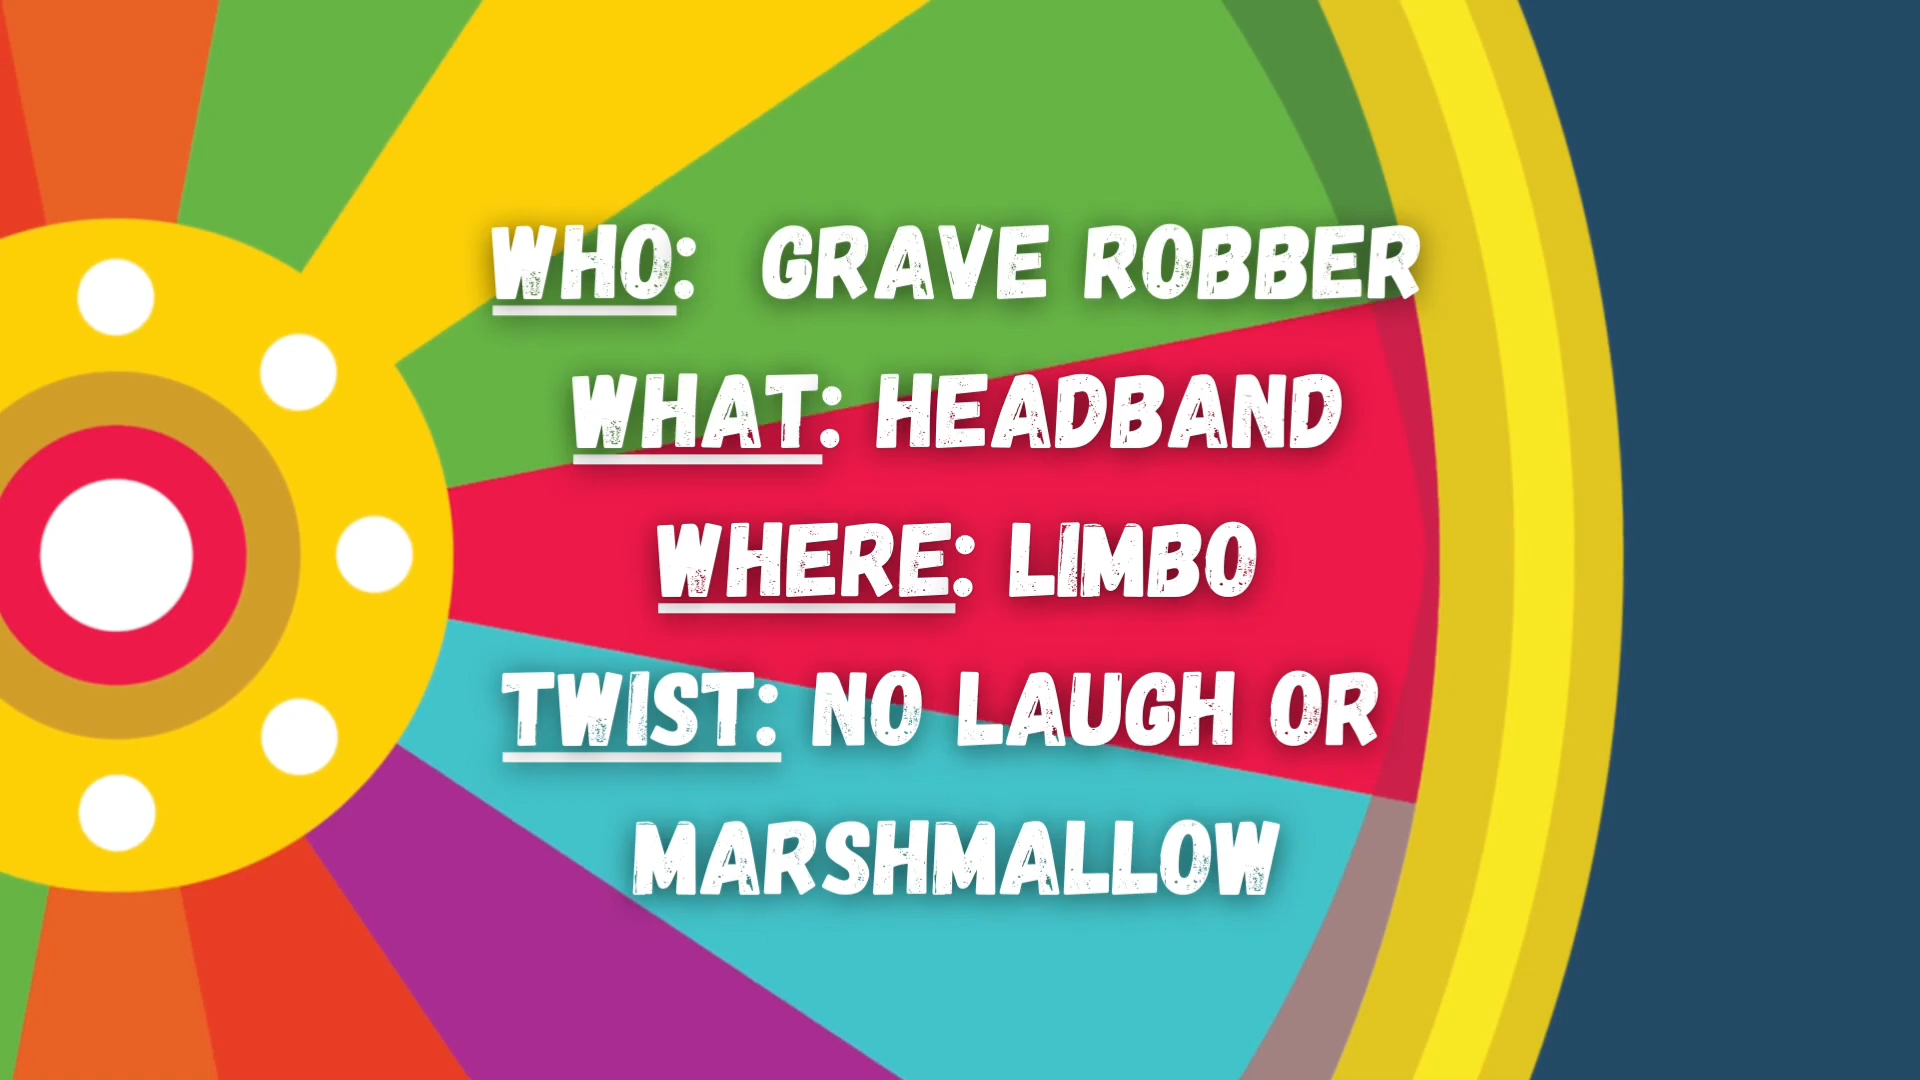 WHO: GRAVE ROBBER
WHAT: HEADBAND
WHERE: LIMBO
TWIST: NO LAUGH OR
MARSHMALLOW